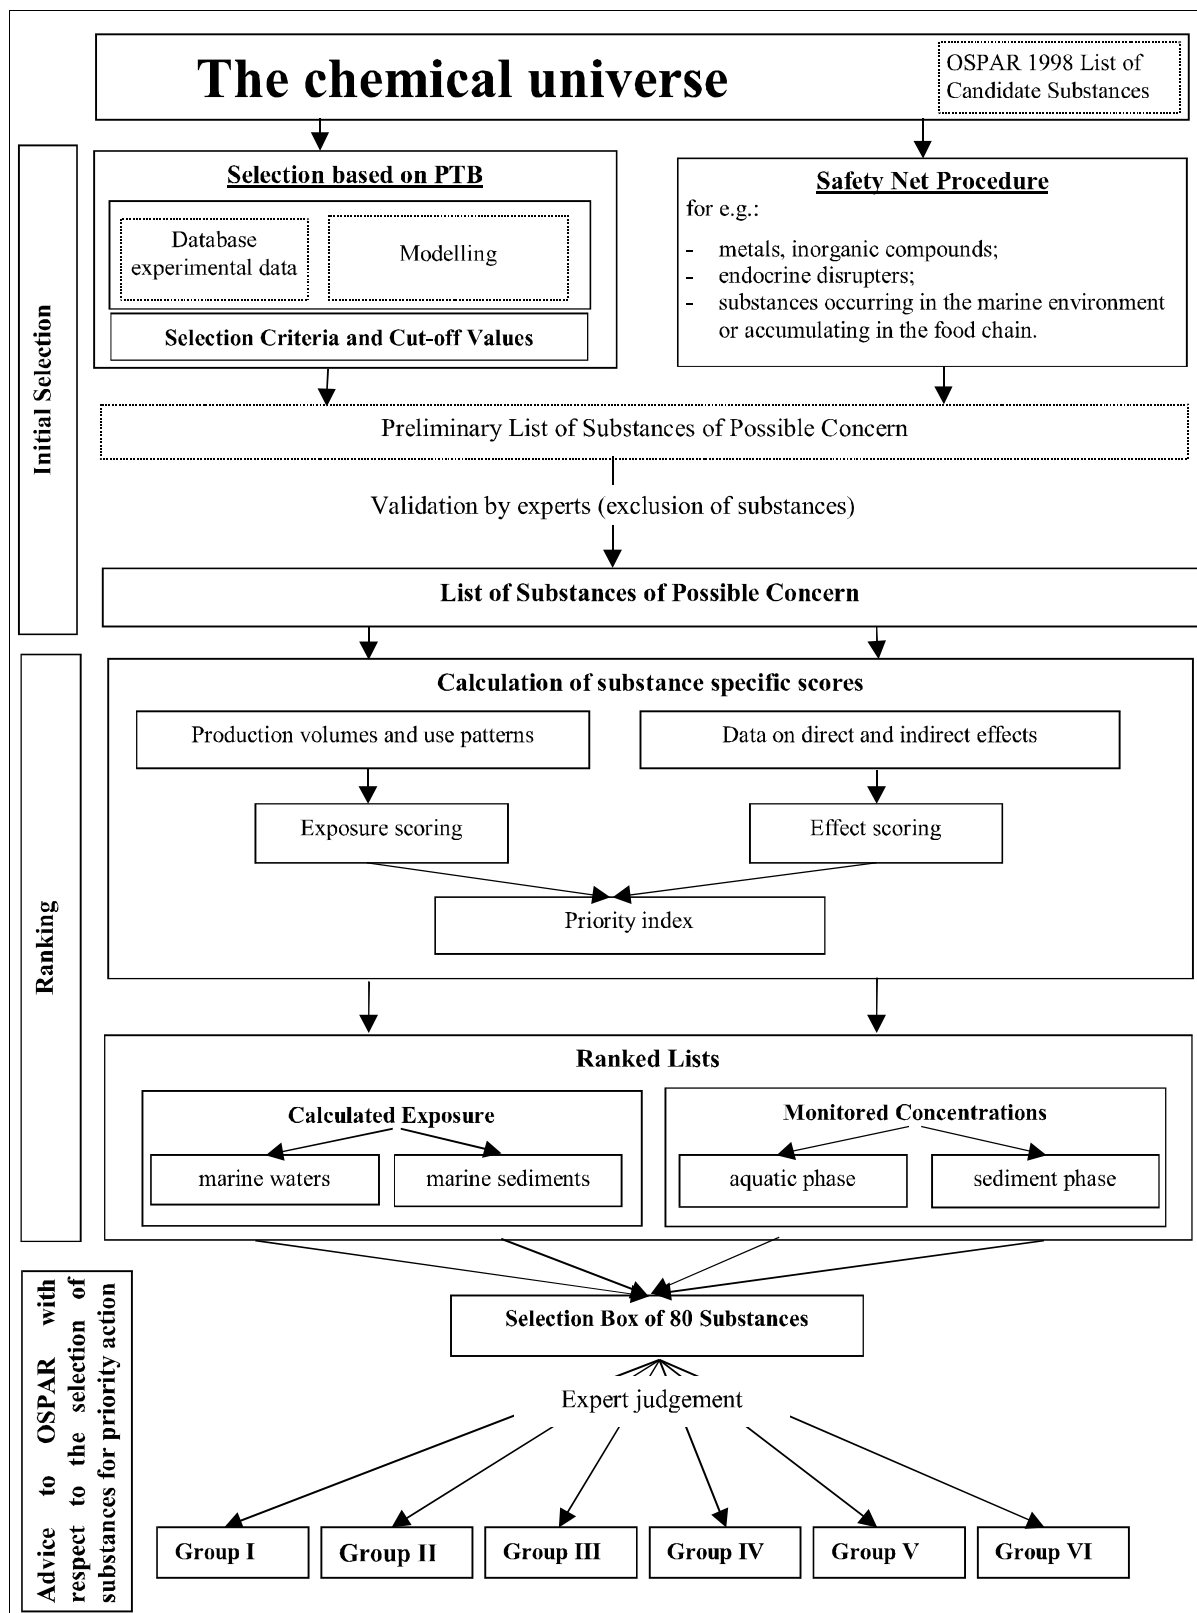 The chemical universe
OSPAR 1998 List of
Candidate Substances
Initial Selection
Selection based on PTB
Database
experimental data
Modelling
Selection Criteria and Cut-off Values
Safety Net Procedure
for e.g.:
- metals, inorganic compounds;
- endocrine disrupters;
- substances occurring in the marine environment
or accumulating in the food chain.
Preliminary List of Substances of Possible Concern
Validation by experts (exclusion of substances)
List of Substances of Possible Concern
Ranking
Calculation of substance specific scores
Production volumes and use patterns
Data on direct and indirect effects
Exposure scoring
Effect scoring
Priority index
Ranked Lists
Calculated Exposure
marine waters
marine sediments
Monitored Concentrations
aquatic phase
sediment phase
Advice to OSPAR with
respect to the selection of
substances for priority action
Selection Box of 80 Substances
Expert judgement
Group I
Group II
Group III
Group IV
Group V
Group VI